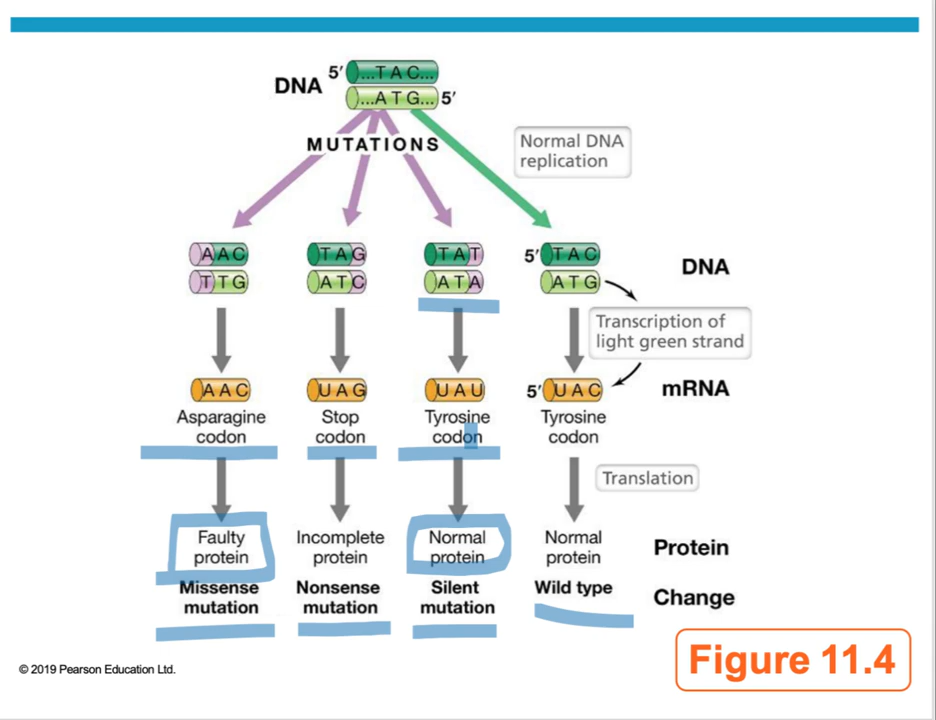 DNA 5′ ...T A C...
...A T G... 5′
MUTATIONS
Normal DNA
replication
A A C
T T G
T A G
A T C
T A T
A T A
5′ T A C
A T G
DNA
Transcription of
light green strand
A A C
U A G
U A U
5′ U A C
mRNA
Asparagine
codon
Stop
codon
Tyrosine
codon
Tyrosine
codon
Translation
Faulty
protein
Incomplete
protein
Normal
protein
Normal
protein
Protein
Missense
mutation
Nonsense
mutation
Silent
mutation
Wild type
Change
Figure 11.4
© 2019 Pearson Education Ltd.